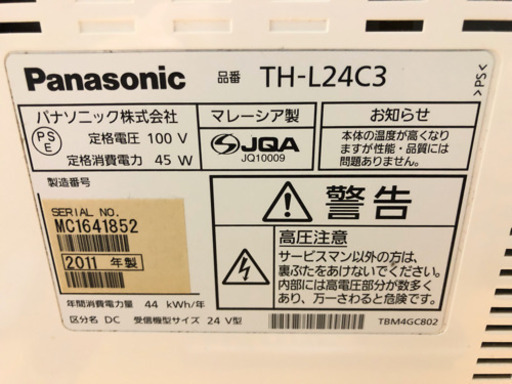 Panasonic 品番 TH-L24C3
パナソニック株式会社
PS
E
定格電圧 100 V
定格消費電力 45 W
マレーシア製
JQA
JQ10009
お知らせ
本体の温度が高くなり
ますが性能・品質には
問題ありません。
>PS<
製造番号
SERIAL NO.
MC1641852
2011 年製
警告
高圧注意
サービスマン以外の方は、
裏ぶたをあけないでください。
内部には高電圧部分が数多く
あり、万一さわると危険です。
年間消費電力量 44 kWh/年
区分名 DC 受信機型サイズ 24 V型
TBM4GC802